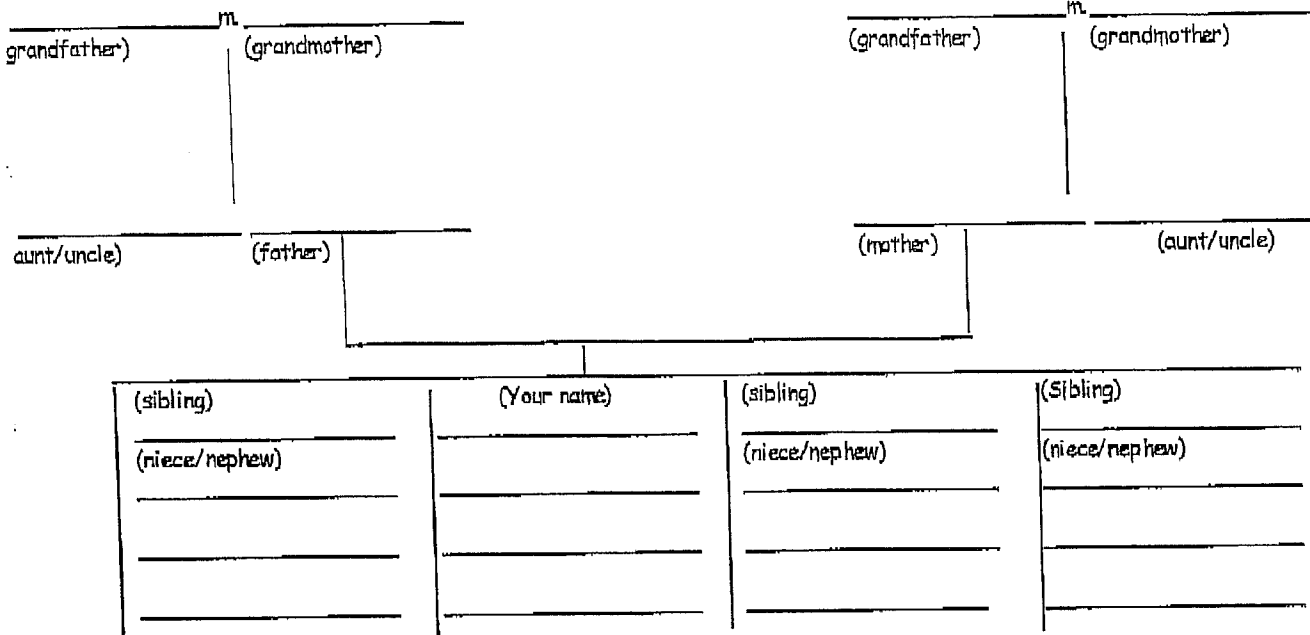 m. m.
grandfather) (grandmother) (grandfather) (grandmother)
aunt/uncle) (father) (mother) (aunt/uncle)
(sibling) (Your name) (sibling) (Sibling)
(niece/nephew) (niece/nephew) (niece/nephew)